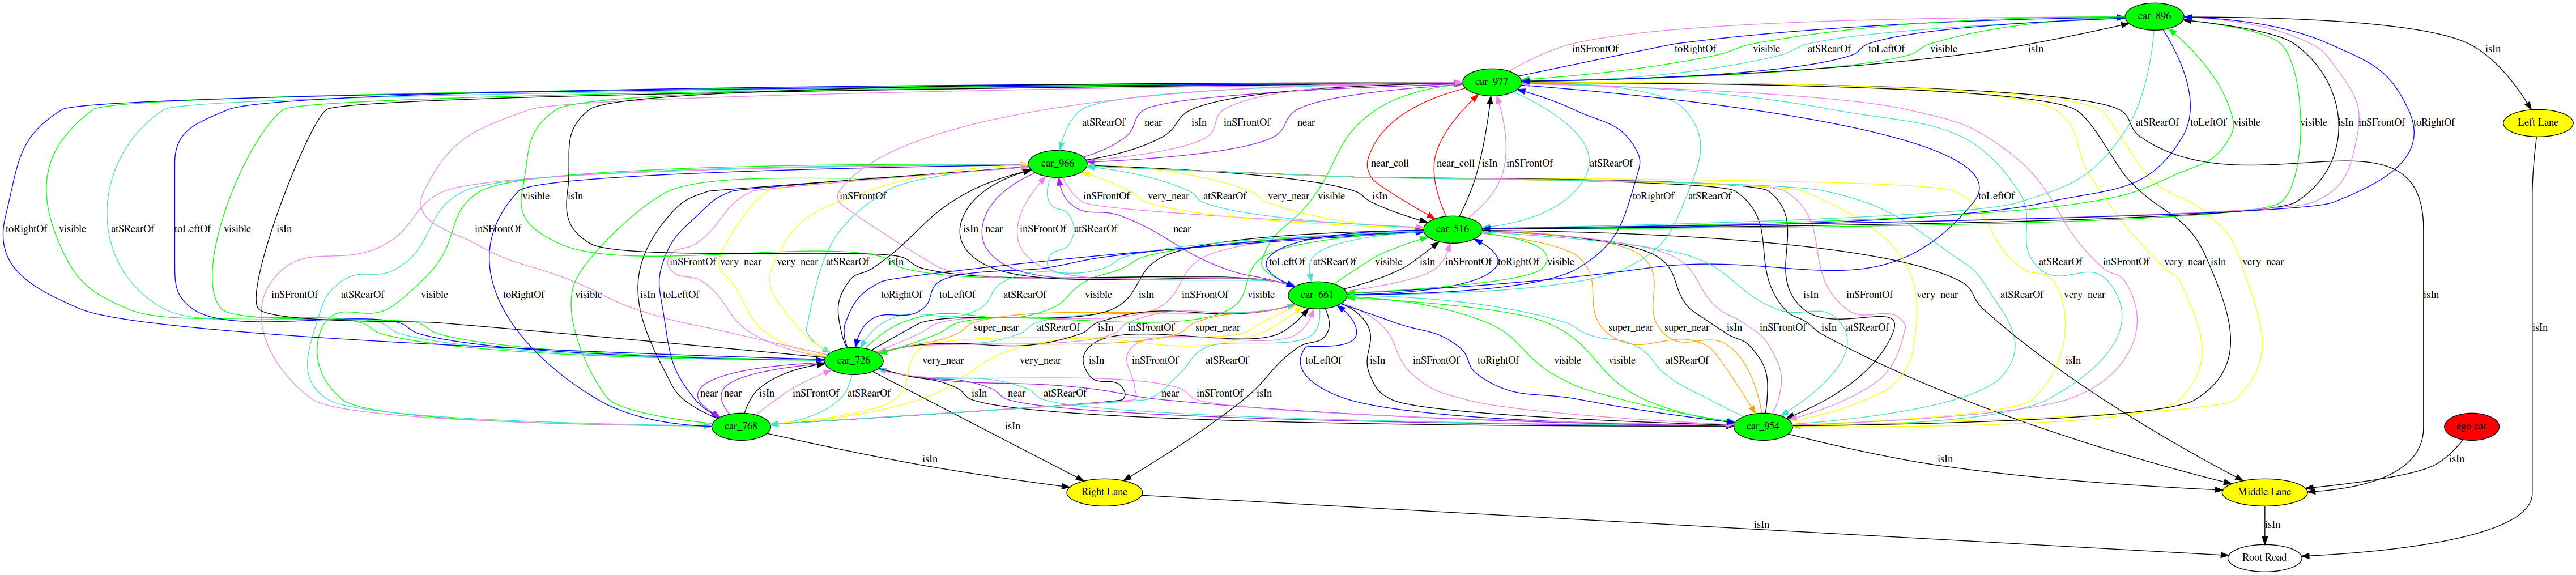 car_896
inSFrontOf toRightOf visible atSRearOf toLeftOf visible isIn isIn
car_977
atSRearOf near isIn inSFrontOf near atSRearOf toLeftOf visible visible isIn inSFrontOf toRightOf Left Lane
car_966
near_coll near_coll isIn inSFrontOf atSRearOf
visible isIn inSFrontOf inSFrontOf very_near atSRearOf very_near visible toRightOf atSRearOf toLeftOf
toRightOf visible atSRearOf toLeftOf visible isIn inSFrontOf isIn near inSFrontOf atSRearOf near
car_516
inSFrontOf very_near very_near atSRearOf isIn toLeftOf atSRearOf visible isIn inSFrontOf toRightOf visible atSRearOf inSFrontOf very_near isIn very_near
inSFrontOf atSRearOf visible toRightOf visible isIn toLeftOf toRightOf toLeftOf atSRearOf visible isIn inSFrontOf visible
car_661
isIn inSFrontOf very_near atSRearOf very_near isIn
super_near atSRearOf isIn inSFrontOf super_near super_near super_near isIn inSFrontOf isIn atSRearOf isIn
car_726
very_near very_near isIn inSFrontOf atSRearOf toLeftOf isIn inSFrontOf toRightOf visible visible atSRearOf isIn
near near isIn inSFrontOf atSRearOf isIn near atSRearOf near inSFrontOf isIn
car_768
isIn car_954 ego car
isIn isIn isIn
Right Lane Middle Lane
isIn isIn
Root Road